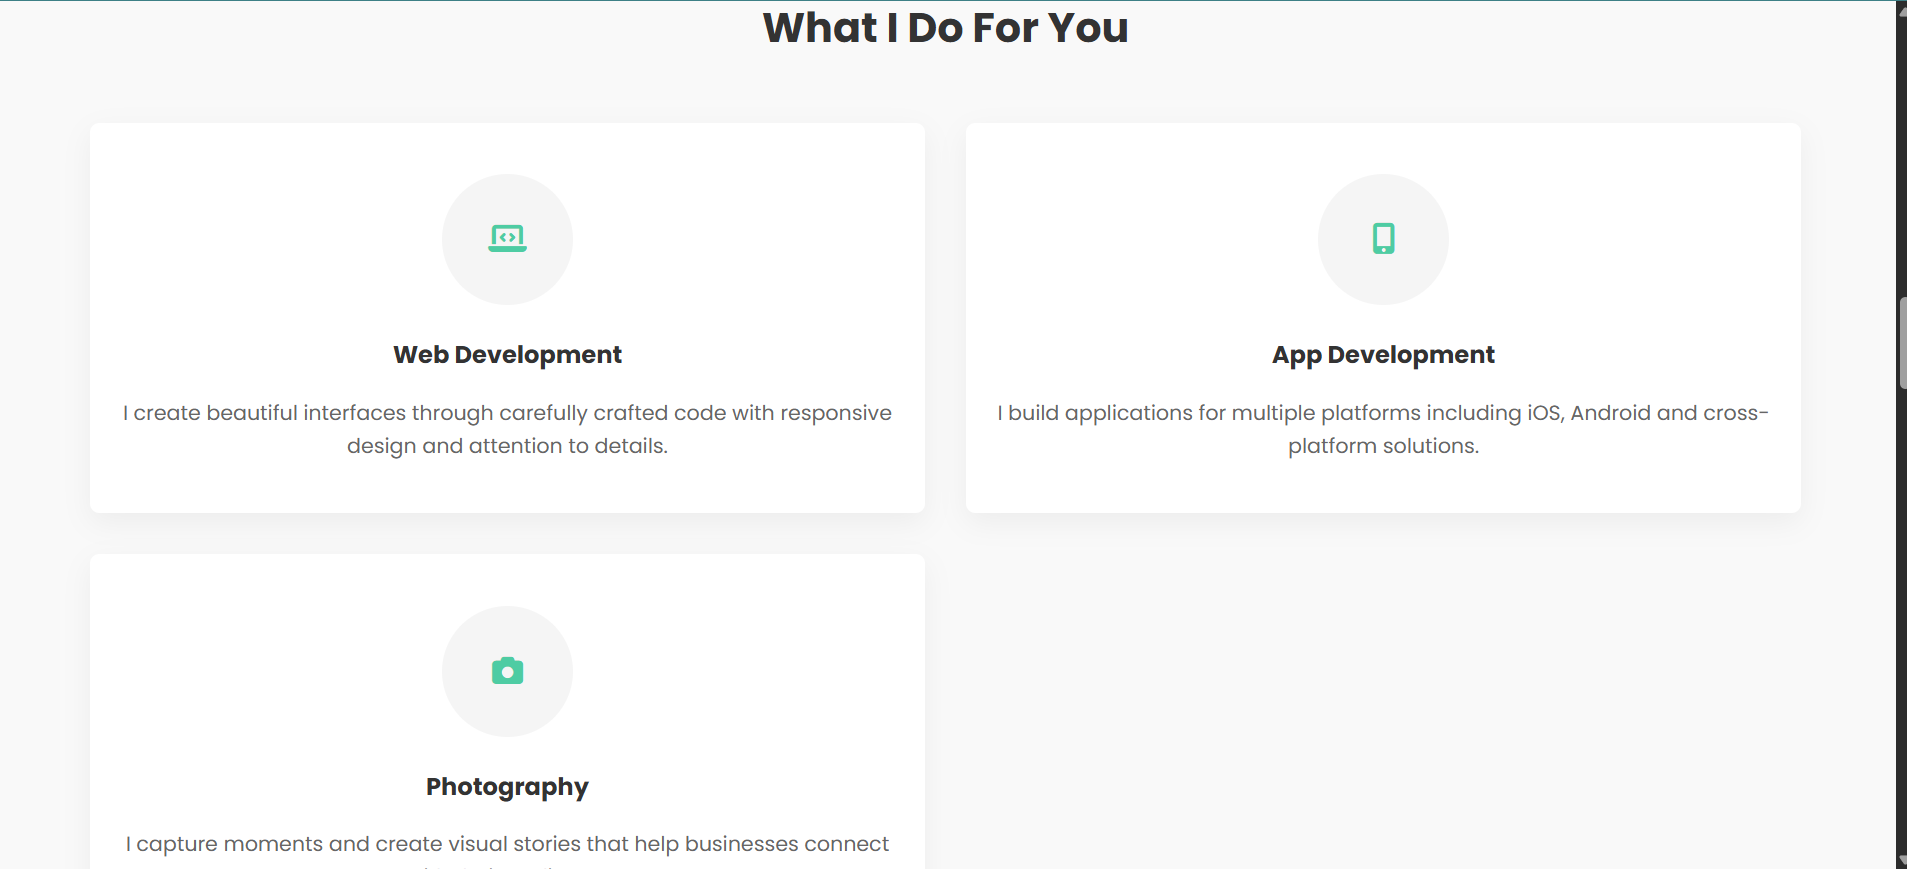 What I Do For You
Web Development
I create beautiful interfaces through carefully crafted code with responsive
design and attention to details.
App Development
I build applications for multiple platforms including iOS, Android and cross-
platform solutions.
Photography
I capture moments and create visual stories that help businesses connect